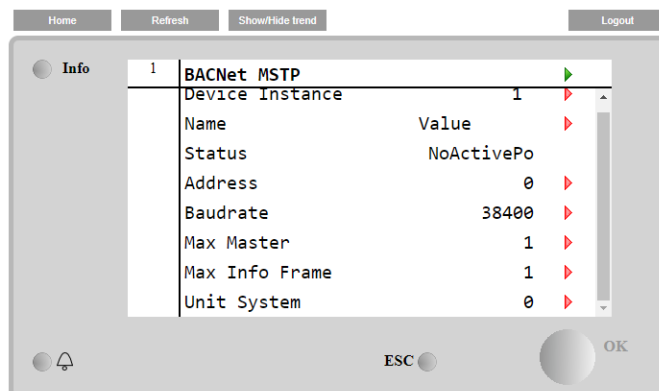 Home Refresh Show/Hide trend Logout
Info
1 BACNet MSTP
Device Instance 1
Name Value
Status NoActivePo
Address 0
Baudrate 38400
Max Master 1
Max Info Frame 1
Unit System 0
ESC OK